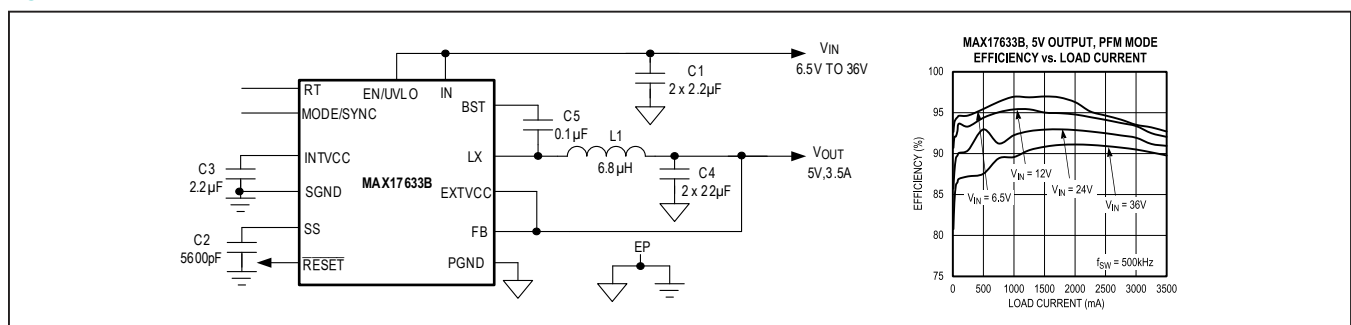 RT
MODE/SYNC
INTVCC
SGND
SS
RESET
EN/UVLO
IN
BST
LX
EXTVCC
FB
PGND
MAX17633B
C3
2.2µF
C2
5600pF
C1
2 x 2.2µF
VIN
6.5V TO 36V
C5
0.1µF
L1
6.8µH
C4
2 x 22µF
VOUT
5V,3.5A
EP
MAX17633B, 5V OUTPUT, PFM MODE
EFFICIENCY vs. LOAD CURRENT
EFFICIENCY (%)
100
95
90
85
80
75
VIN = 12V
VIN = 6.5V
VIN = 24V
VIN = 36V
fSW = 500kHz
0 500 1000 1500 2000 2500 3000 3500
LOAD CURRENT (mA)